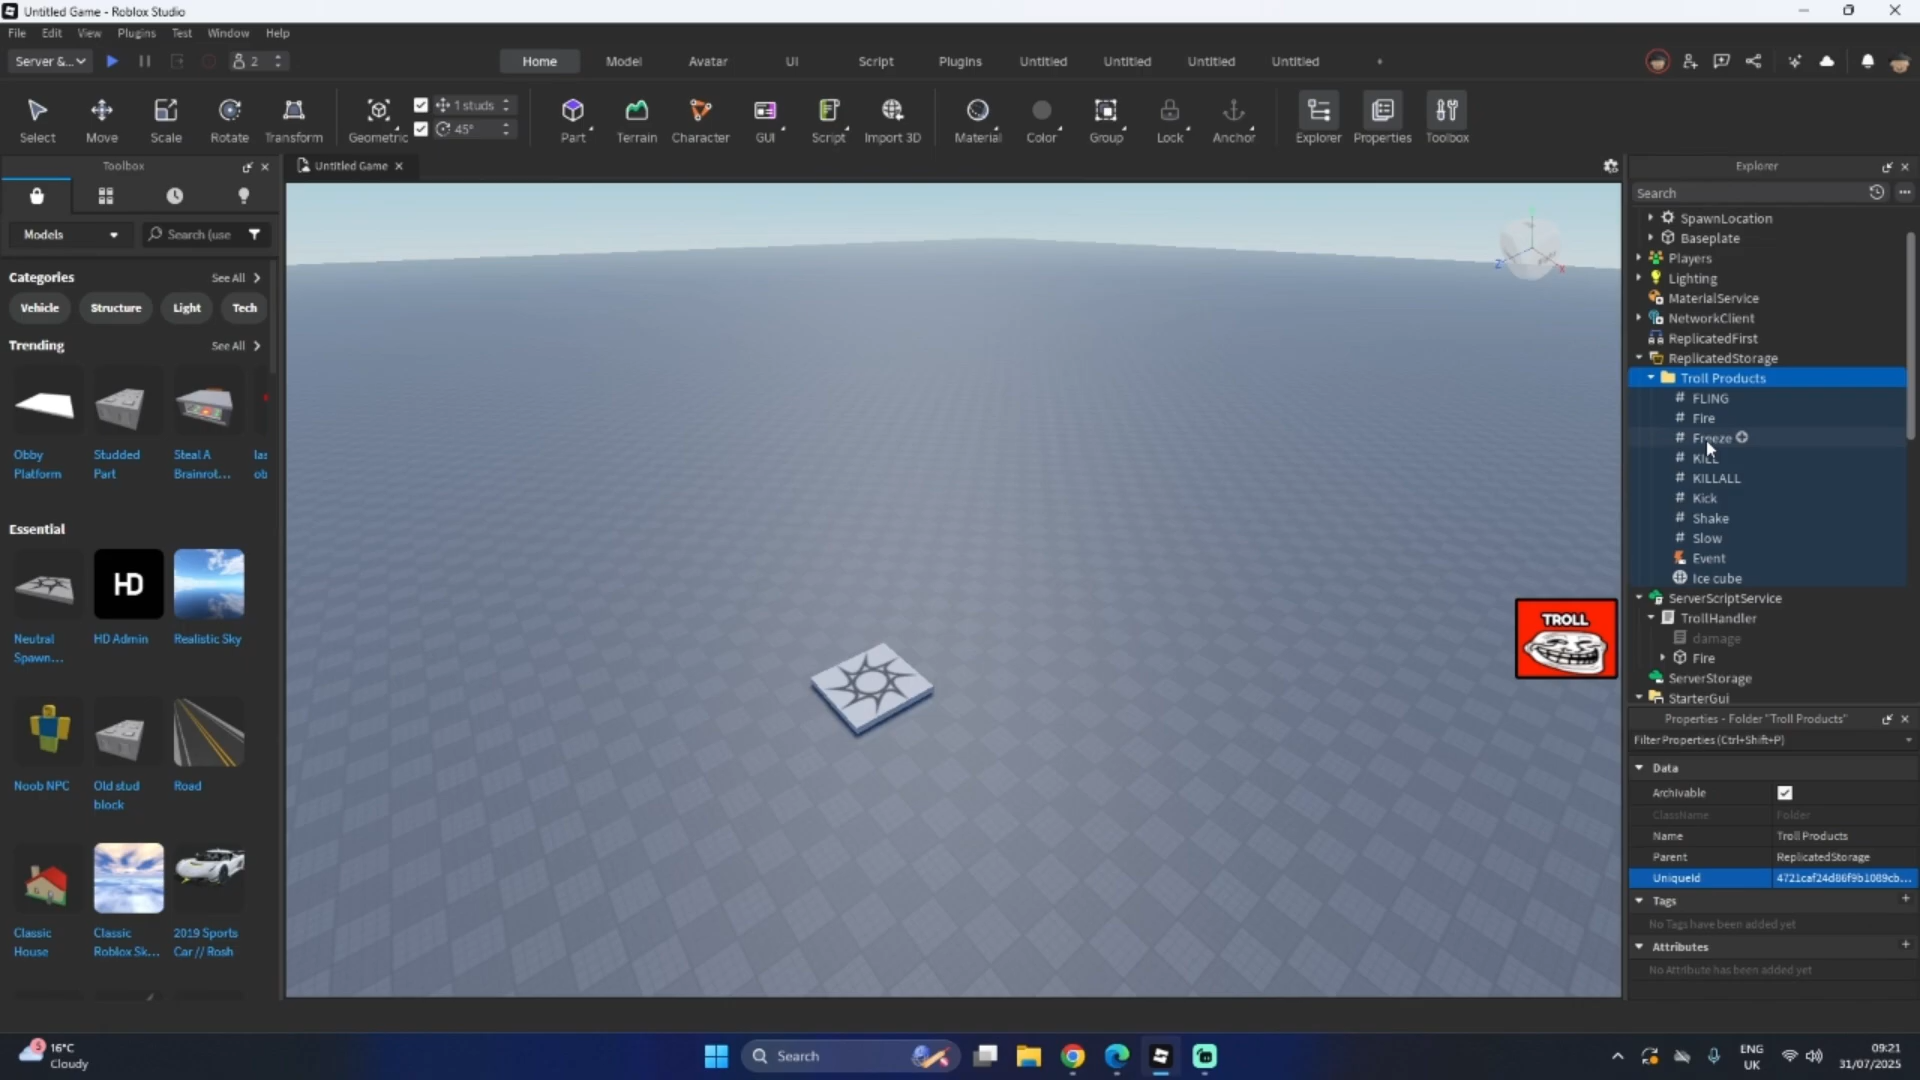 Untitled Game - Roblox Studio
File Edit View Plugins Test Window Help
Server &... 2 Home Model Avatar UI Script Plugins Untitled Untitled Untitled Untitled +
1 studs
45°
Select Move Scale Rotate Transform Geometric Part Terrain Character GUI Script Import 3D Material Color Group Lock Anchor Explorer Properties Toolbox
Toolbox
Models Search (use
Categories See All
Vehicle Structure Light Tech
Trending See All
Obby Platform
Studded Part
Steal A Brainrot...
las ob
Essential
HD
Neutral Spawn...
HD Admin
Realistic Sky
Noob NPC
Old stud block
Road
Classic House
Classic Roblox Sk...
2019 Sports Car // Rosh
Untitled Game
TROLL
Explorer
Search
SpawnLocation
Baseplate
Players
Lighting
MaterialService
NetworkClient
ReplicatedFirst
ReplicatedStorage
Troll Products
# FLING
# Fire
# Freeze
# KILL
# KILLALL
# Kick
# Shake
# Slow
Event
Ice cube
ServerScriptService
TrollHandler
damage
Fire
ServerStorage
StarterGui
Properties - Folder "Troll Products"
Filter Properties (Ctrl+Shift+P)
Data
Archivable
ClassName Folder
Name Troll Products
Parent ReplicatedStorage
UniqueId 4721caf24d86f9b1089cb...
Tags +
No Tags have been added yet
Attributes +
No Attribute has been added yet
16°C
Cloudy
Search
ENG
UK
09:21
31/07/2025